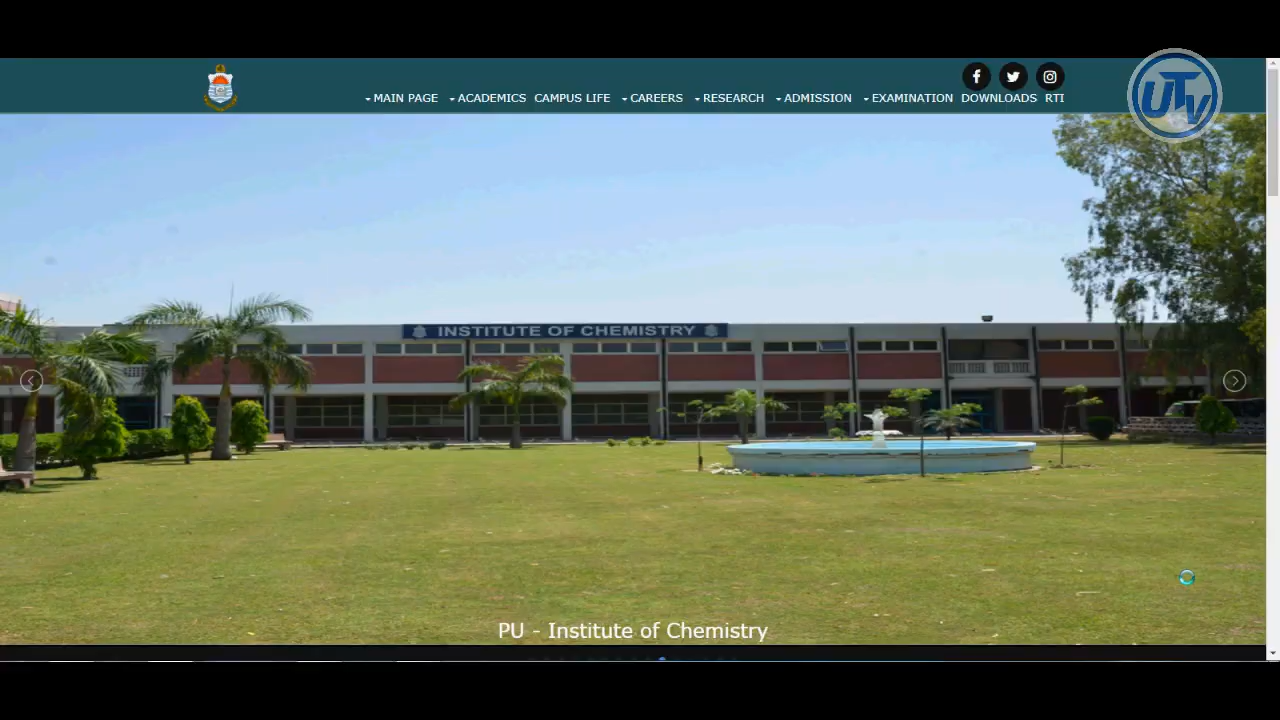 UTV
MAIN PAGE ACADEMICS CAMPUS LIFE CAREERS RESEARCH ADMISSION EXAMINATION DOWNLOADS RTI
INSTITUTE OF CHEMISTRY
PU - Institute of Chemistry